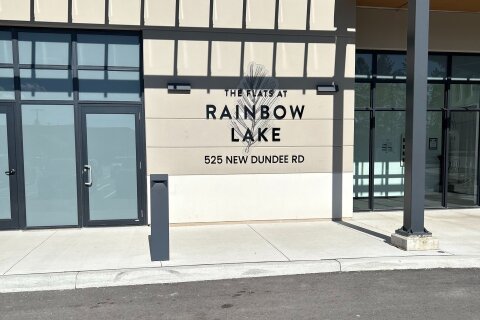 THE FLATS AT
RAINBOW
LAKE
525 NEW DUNDEE RD